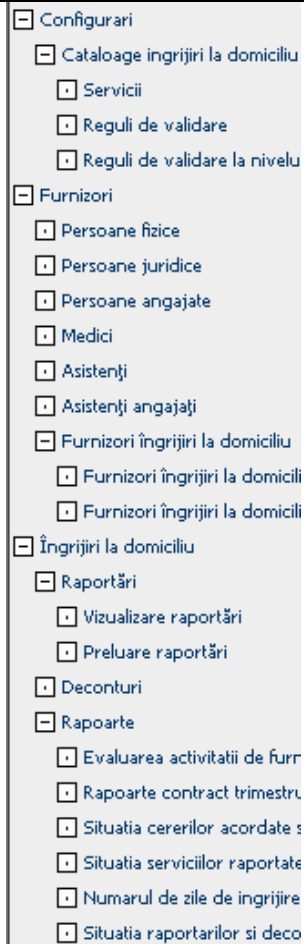 Configurari
Cataloage ingrijiri la domiciliu
Servicii
Reguli de validare
Reguli de validare la nivelu
Furnizori
Persoane fizice
Persoane juridice
Persoane angajate
Medici
Asistenţi
Asistenţi angajaţi
Furnizori îngrijiri la domiciliu
Furnizori îngrijiri la domicili
Furnizori îngrijiri la domicili
Îngrijiri la domiciliu
Raportări
Vizualizare raportări
Preluare raportări
Deconturi
Rapoarte
Evaluarea activitatii de furn
Rapoarte contract trimestru
Situatia cererilor acordate s
Situatia serviciilor raportate
Numarul de zile de ingrijire
Situatia raportarilor si deco